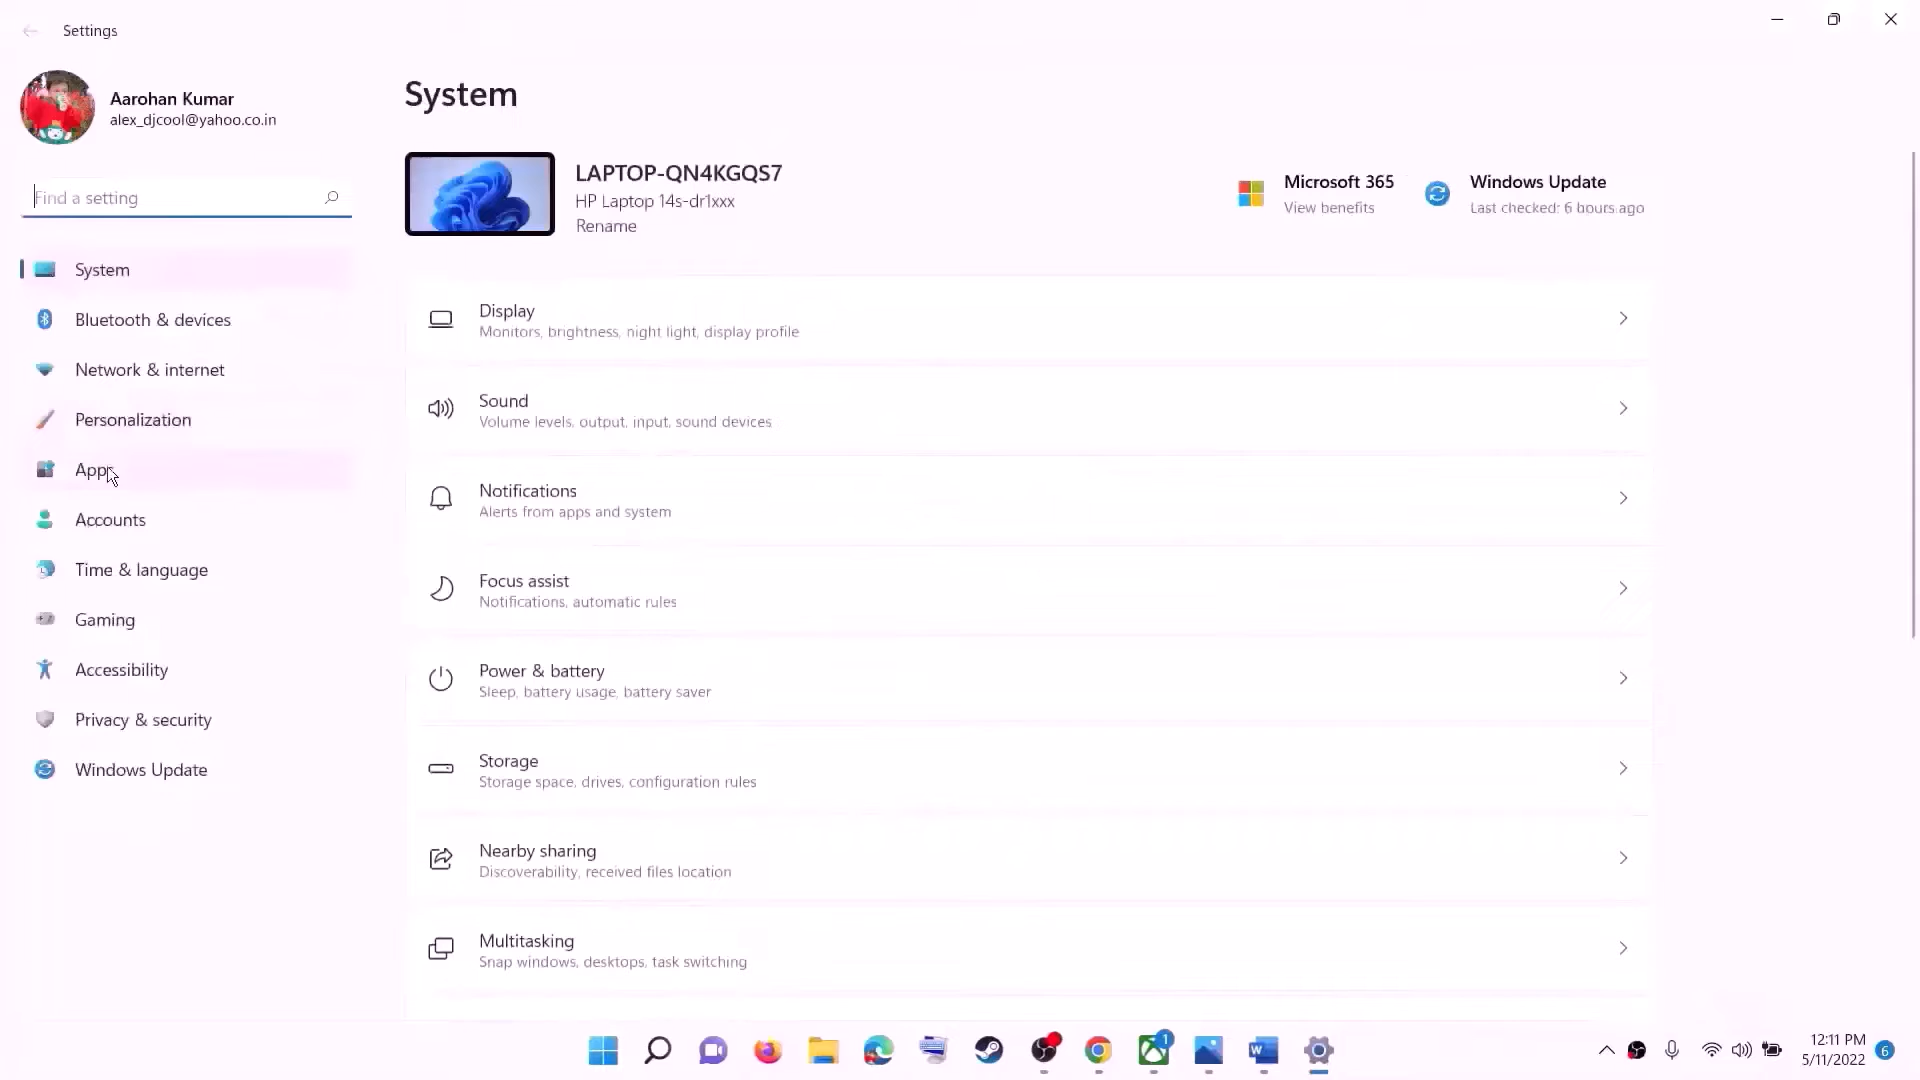 Settings
Aarohan Kumar
alex_djcool@yahoo.co.in
Find a setting
System
Bluetooth & devices
Network & internet
Personalization
Apps
Accounts
Time & language
Gaming
Accessibility
Privacy & security
Windows Update
System
LAPTOP-QN4KGQS7
HP Laptop 14s-dr1xxx
Rename
Microsoft 365
View benefits
Windows Update
Last checked: 6 hours ago
Display
Monitors, brightness, night light, display profile
Sound
Volume levels, output, input, sound devices
Notifications
Alerts from apps and system
Focus assist
Notifications, automatic rules
Power & battery
Sleep, battery usage, battery saver
Storage
Storage space, drives, configuration rules
Nearby sharing
Discoverability, received files location
Multitasking
Snap windows, desktops, task switching
1
12:11 PM
5/11/2022
6